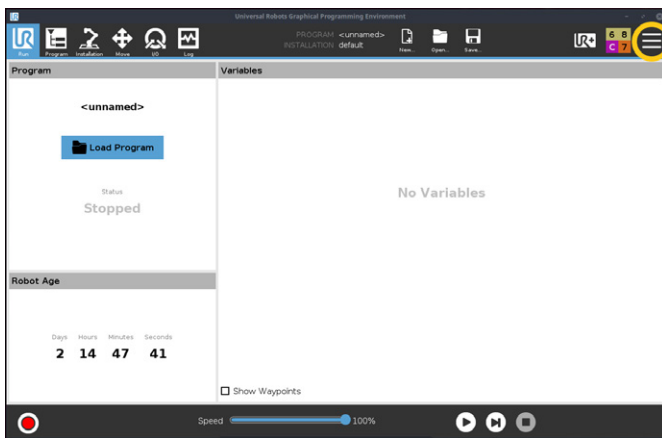 Universal Robots Graphical Programming Environment
PROGRAM <unnamed>
INSTALLATION default
Run Program Installation Move I/O Log
New... Open... Save...
UR+
6 8
C 7
Program
Variables
<unnamed>
Load Program
Status
Stopped
No Variables
Robot Age
Days Hours Minutes Seconds
2 14 47 41
Show Waypoints
Speed 100%